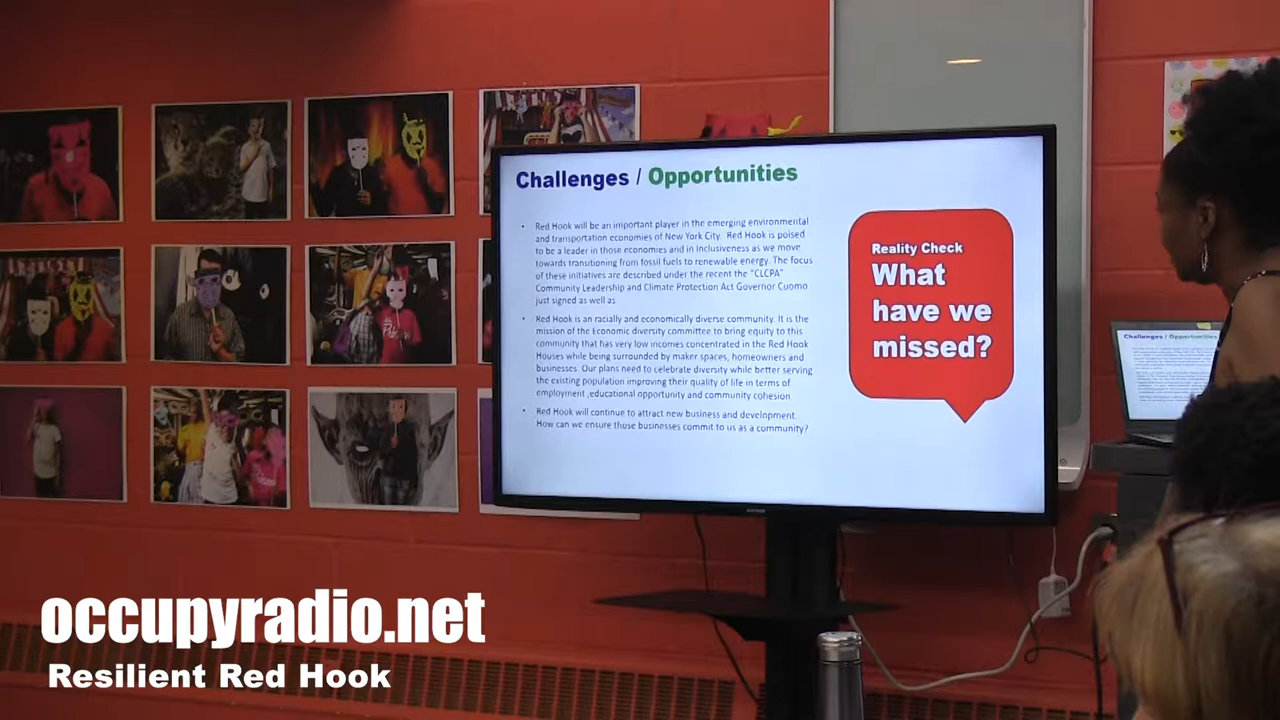 Challenges / Opportunities
• Red Hook will be an important player in the emerging environmental
and transportation economies of New York City. Red Hook is poised
to be a leader in those economies and in inclusiveness as we move
towards transitioning from fossil fuels to renewable energy. The focus
of these initiatives are described under the recent the "CLCPA"
Community Leadership and Climate Protection Act Governor Cuomo
just signed as well as
• Red Hook is an racially and economically diverse community. It is the
mission of the Economic diversity committee to bring equity to this
community that has very low incomes concentrated in the Red Hook
Houses while being surrounded by maker spaces, homeowners and
businesses. Our plans need to celebrate diversity while better serving
the existing population improving their quality of life in terms of
employment ,educational opportunity and community cohesion
• Red Hook will continue to attract new business and development.
How can we ensure those businesses commit to us as a community?
Reality Check
What
have we
missed?
Challenges / Opportunities
occupyradio.net
Resilient Red Hook